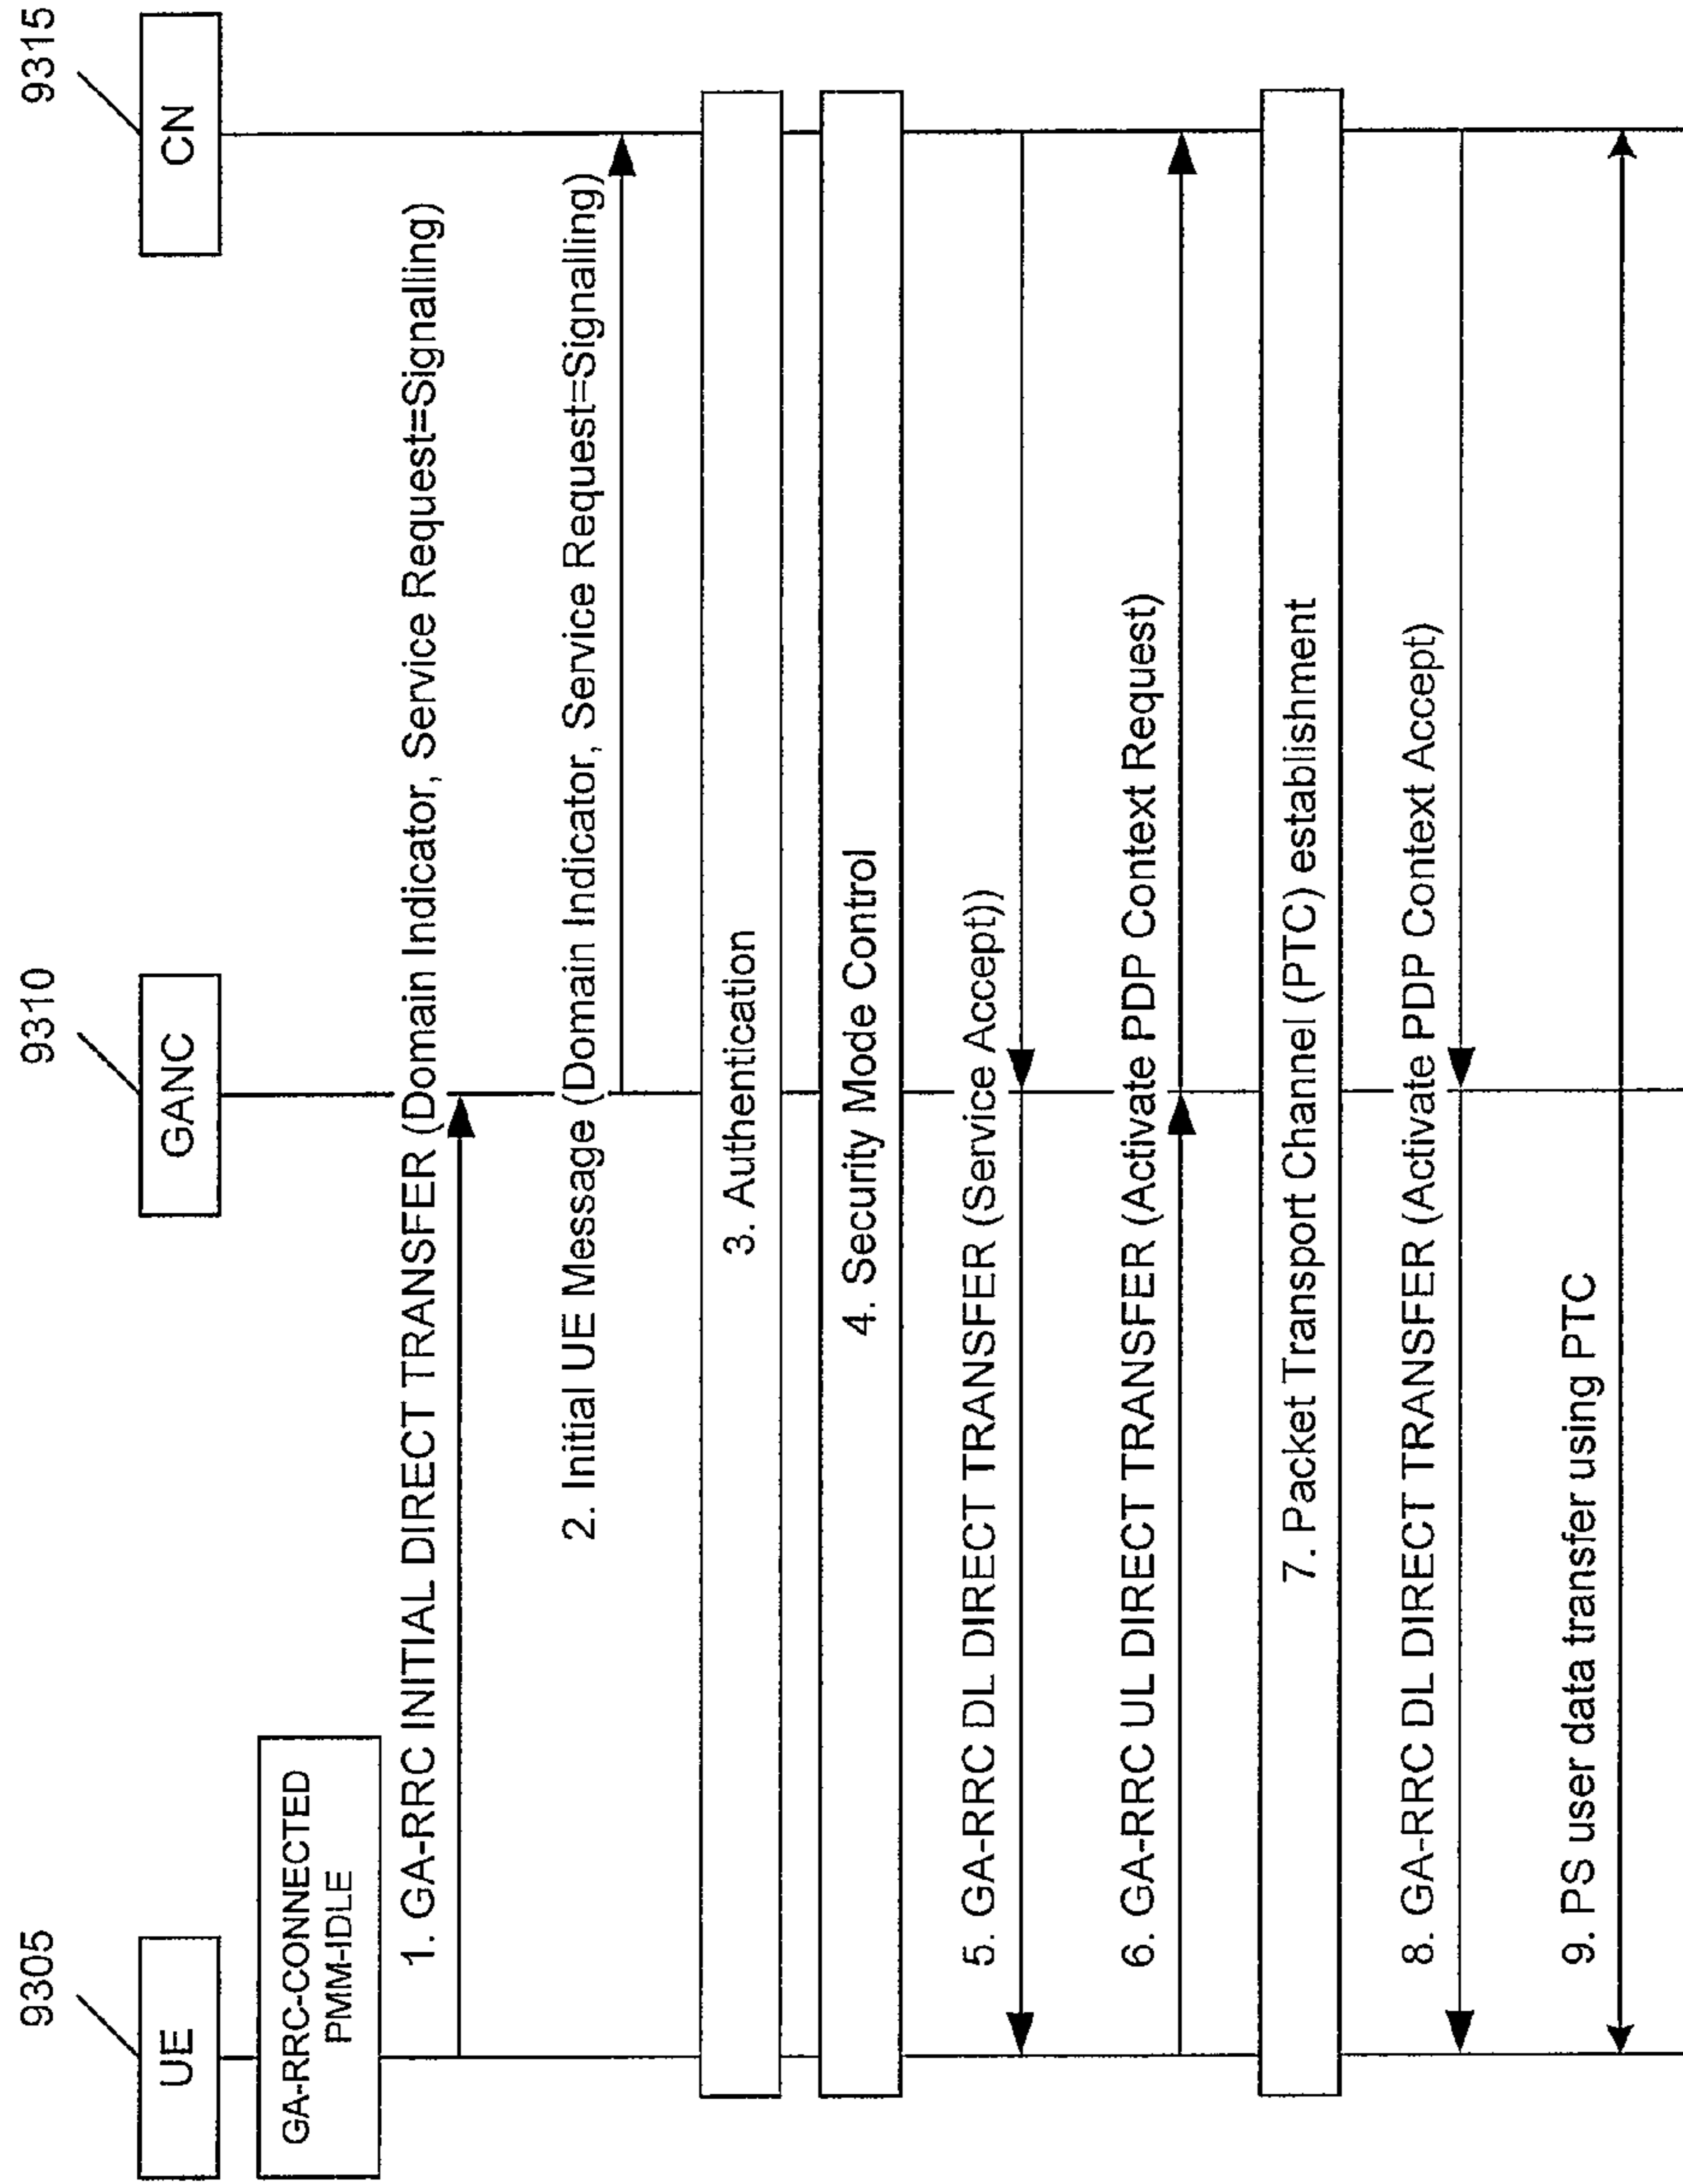 9305
9310
9315
UE
GANC
CN
GA-RRC-CONNECTED
PMM-IDLE
1. GA-RRC INITIAL DIRECT TRANSFER (Domain Indicator, Service Request=Signalling)
2. Initial UE Message (Domain Indicator, Service Request=Signalling)
3. Authentication
4. Security Mode Control
5. GA-RRC DL DIRECT TRANSFER (Service Accept))
6. GA-RRC UL DIRECT TRANSFER (Activate PDP Context Request)
7. Packet Transport Channel (PTC) establishment
8. GA-RRC DL DIRECT TRANSFER (Activate PDP Context Accept)
9. PS user data transfer using PTC